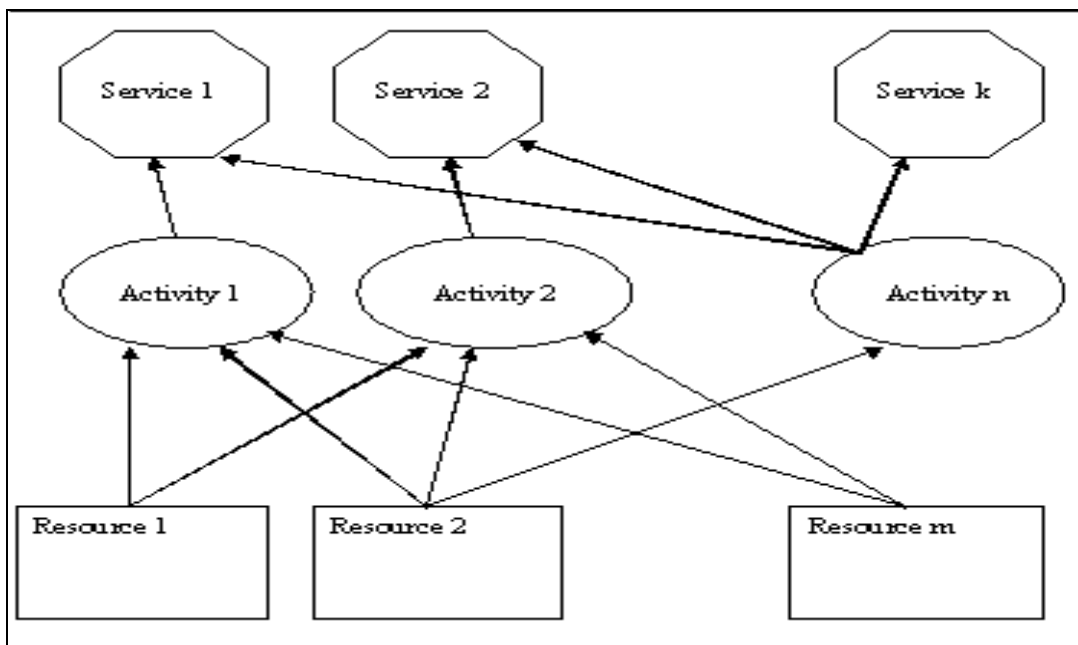 Service 1
Service 2
Service k
Activity 1
Activity 2
Activity n
Resource 1
Resource 2
Resource m